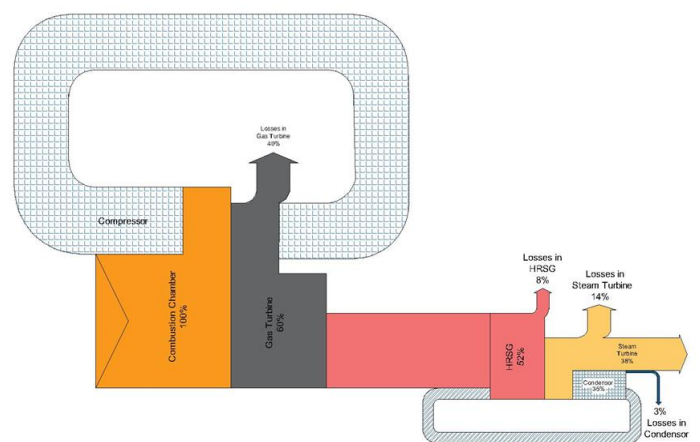 Losses in
Gas Turbine
40%
Compressor
Combustion Chamber
100%
Gas Turbine
60%
Losses in
HRSG
8%
Losses in
Steam Turbine
14%
HRSG
52%
Steam
Turbine
38%
Condensor
35%
3%
Losses in
Condensor